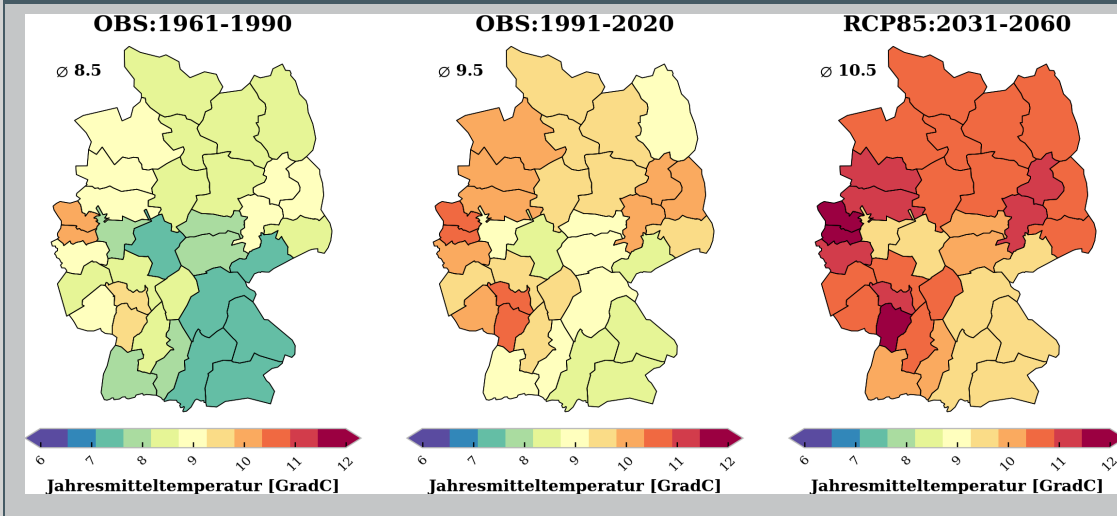 OBS:1961-1990
OBS:1991-2020
RCP85:2031-2060
∅ 8.5
∅ 9.5
∅ 10.5
6 7 8 9 10 11 12
6 7 8 9 10 11 12
6 7 8 9 10 11 12
Jahresmitteltemperatur [GradC]
Jahresmitteltemperatur [GradC]
Jahresmitteltemperatur [GradC]